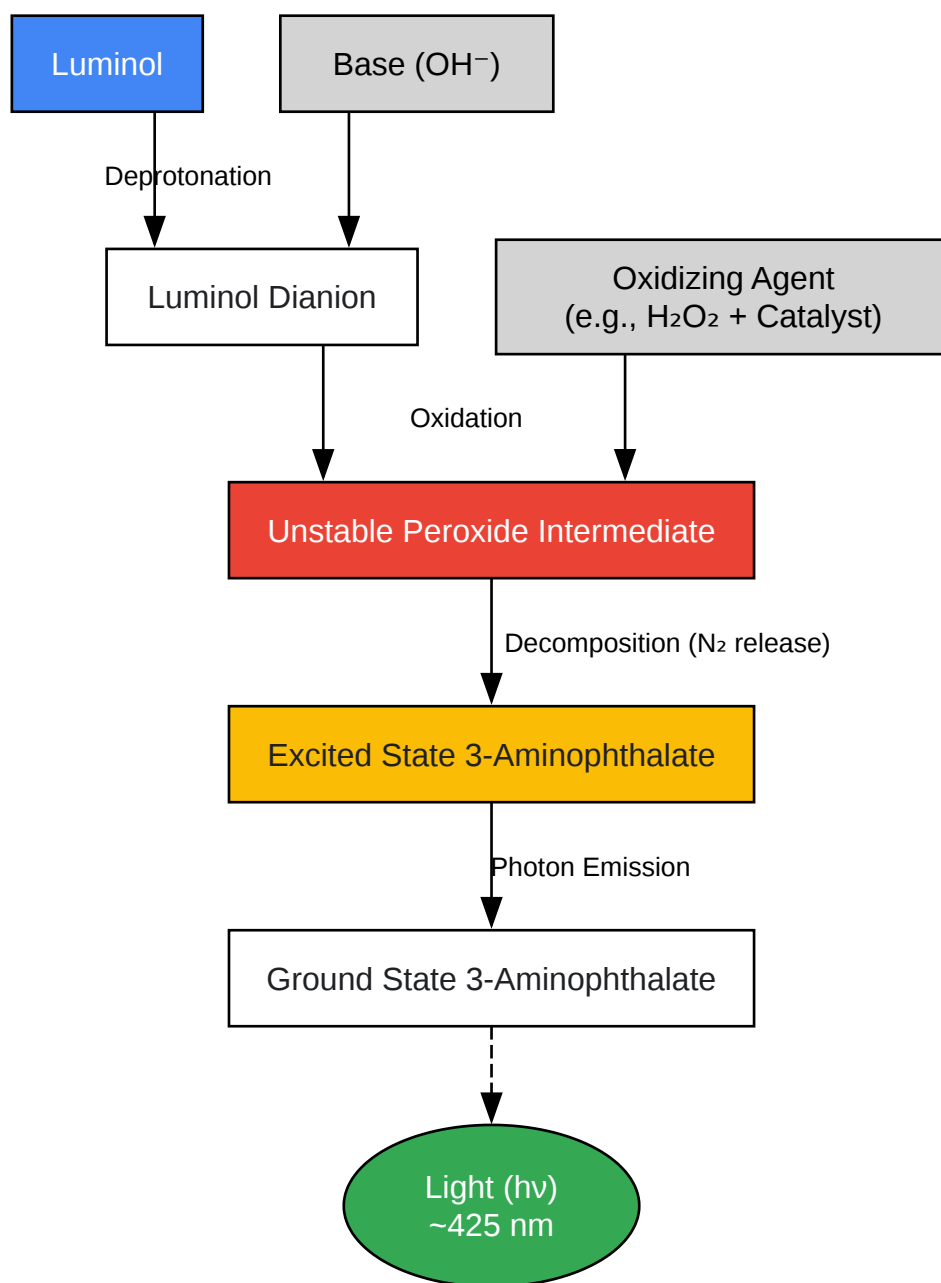 Luminol
Base (OH⁻)
Deprotonation
Luminol Dianion
Oxidizing Agent
(e.g., H₂O₂ + Catalyst)
Oxidation
Unstable Peroxide Intermediate
Decomposition (N₂ release)
Excited State 3-Aminophthalate
Photon Emission
Ground State 3-Aminophthalate
Light (hν)
~425 nm